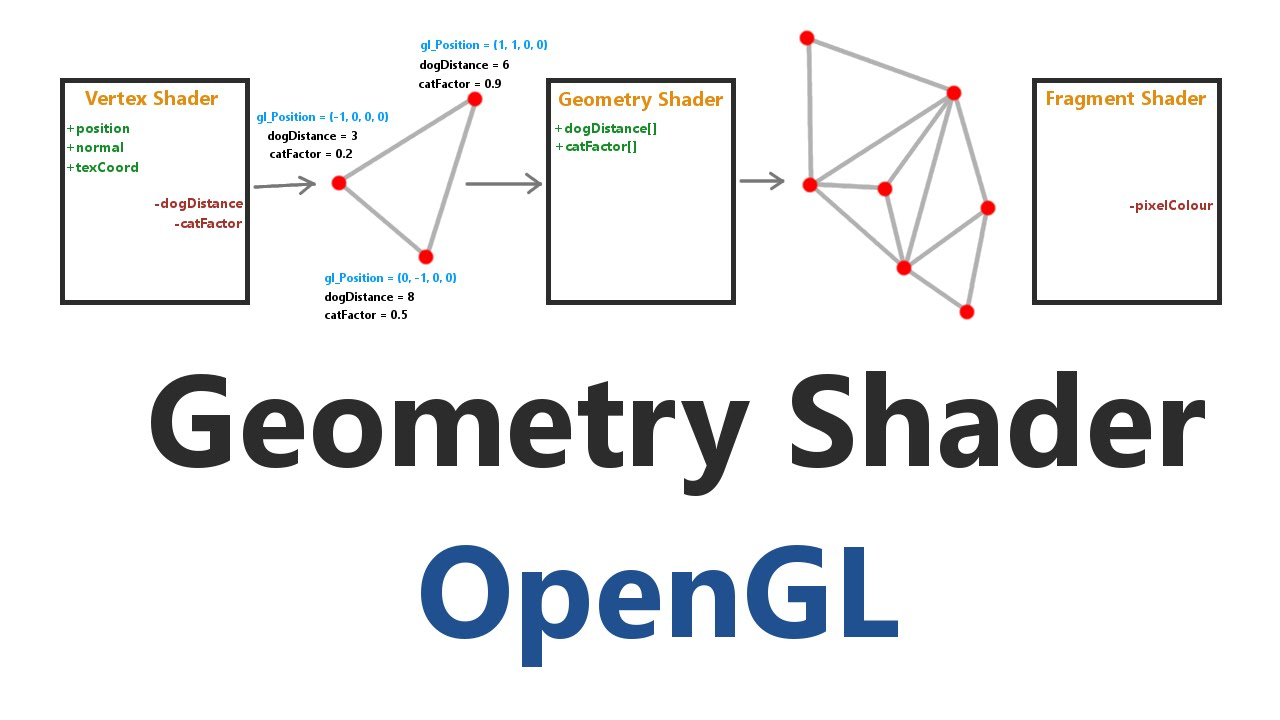 Vertex Shader
+position
+normal
+texCoord
-dogDistance
-catFactor
gl_Position = (-1, 0, 0, 0)
dogDistance = 3
catFactor = 0.2
gl_Position = (1, 1, 0, 0)
dogDistance = 6
catFactor = 0.9
gl_Position = (0, -1, 0, 0)
dogDistance = 8
catFactor = 0.5
Geometry Shader
+dogDistance[]
+catFactor[]
Fragment Shader
-pixelColour
Geometry Shader
OpenGL